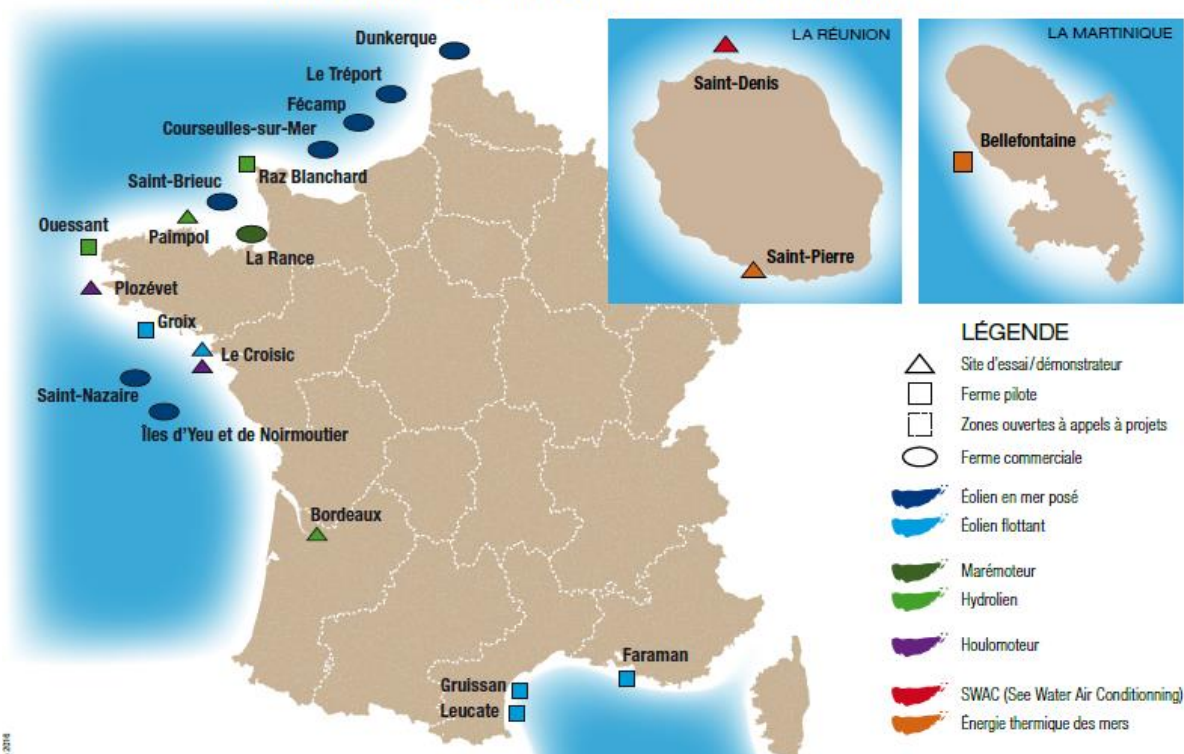 Dunkerque
Le Tréport
Fécamp
Courseulles-sur-Mer
Raz Blanchard
Saint-Brieuc
Ouessant
Paimpol
La Rance
Plozévet
Groix
Le Croisic
Saint-Nazaire
Îles d'Yeu et de Noirmoutier
Bordeaux
Faraman
Gruissan
Leucate
LA RÉUNION
Saint-Denis
Saint-Pierre
LA MARTINIQUE
Bellefontaine
LÉGENDE
Site d'essai/démonstrateur
Ferme pilote
Zones ouvertes à appels à projets
Ferme commerciale
Éolien en mer posé
Éolien flottant
Marémoteur
Hydrolien
Houlomoteur
SWAC (See Water Air Conditionning)
Énergie thermique des mers
2016